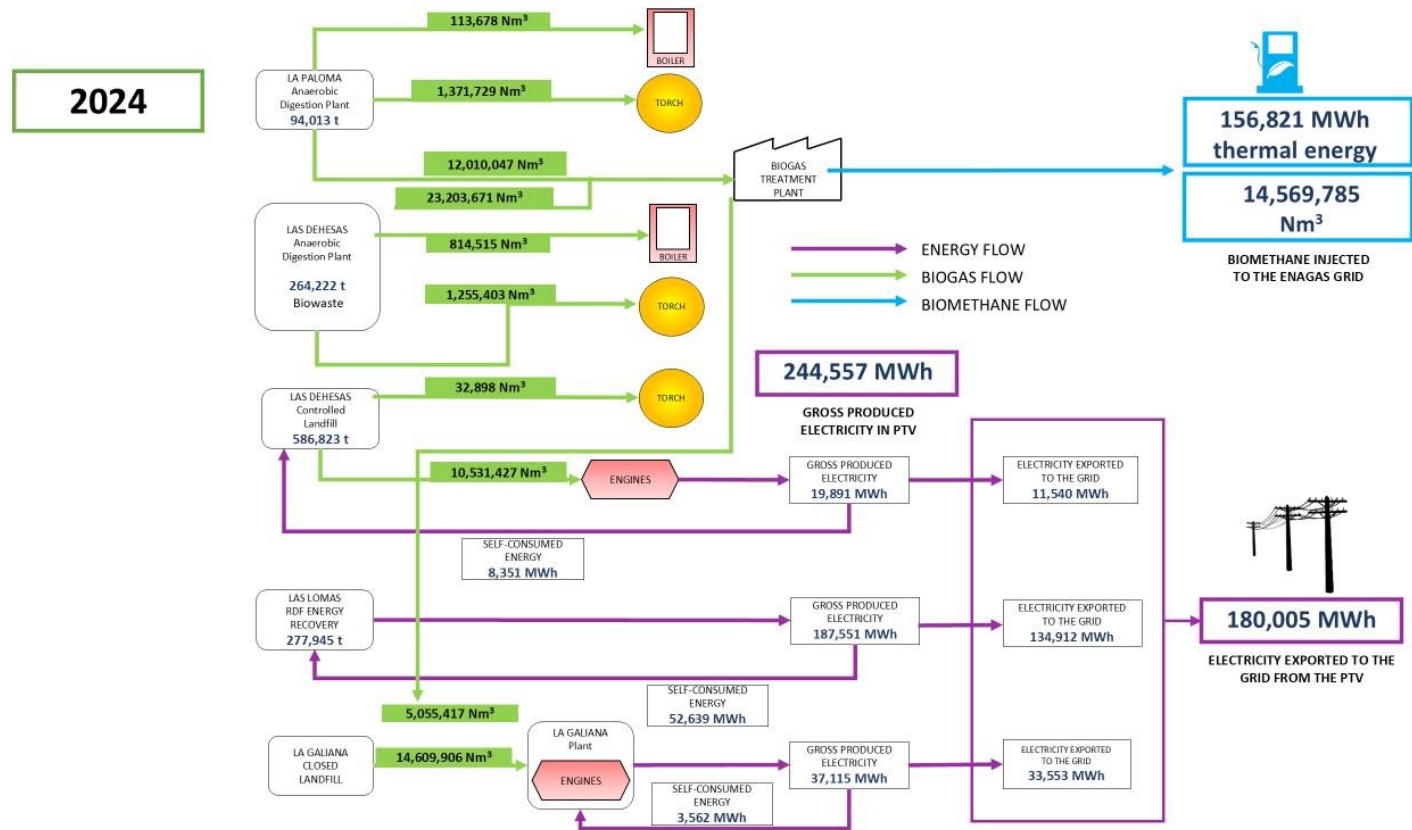 2024
LA PALOMA
Anaerobic
Digestion Plant
94,013 t
113,678 Nm³
BOILER
1,371,729 Nm³
TORCH
12,010,047 Nm³
23,203,671 Nm³
BIOGAS
TREATMENT
PLANT
156,821 MWh
thermal energy
14,569,785
Nm³
BIOMETHANE INJECTED
TO THE ENAGAS GRID
LAS DEHESAS
Anaerobic
Digestion Plant
264,222 t
Biowaste
814,515 Nm³
BOILER
1,255,403 Nm³
TORCH
ENERGY FLOW
BIOGAS FLOW
BIOMETHANE FLOW
LAS DEHESAS
Controlled
Landfill
586,823 t
32,898 Nm³
TORCH
244,557 MWh
GROSS PRODUCED
ELECTRICITY IN PTV
10,531,427 Nm³
ENGINES
GROSS PRODUCED
ELECTRICITY
19,891 MWh
ELECTRICITY EXPORTED
TO THE GRID
11,540 MWh
SELF-CONSUMED
ENERGY
8,351 MWh
LAS LOMAS
RDF ENERGY
RECOVERY
277,945 t
GROSS PRODUCED
ELECTRICITY
187,551 MWh
ELECTRICITY EXPORTED
TO THE GRID
134,912 MWh
180,005 MWh
ELECTRICITY EXPORTED TO THE
GRID FROM THE PTV
SELF-CONSUMED
ENERGY
52,639 MWh
5,055,417 Nm³
LA GALIANA
CLOSED
LANDFILL
14,609,906 Nm³
LA GALIANA
Plant
ENGINES
GROSS PRODUCED
ELECTRICITY
37,115 MWh
ELECTRICITY EXPORTED
TO THE GRID
33,553 MWh
SELF-CONSUMED
ENERGY
3,562 MWh